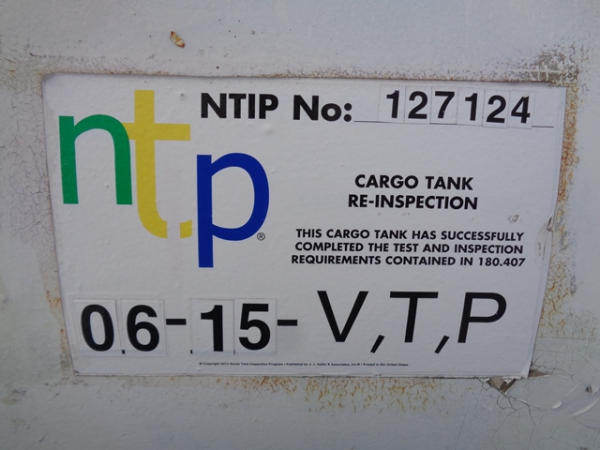 NTIP No: 127124
ntp®
CARGO TANK
RE-INSPECTION
THIS CARGO TANK HAS SUCCESSFULLY
COMPLETED THE TEST AND INSPECTION
REQUIREMENTS CONTAINED IN 180.407
06-15-V,T,P